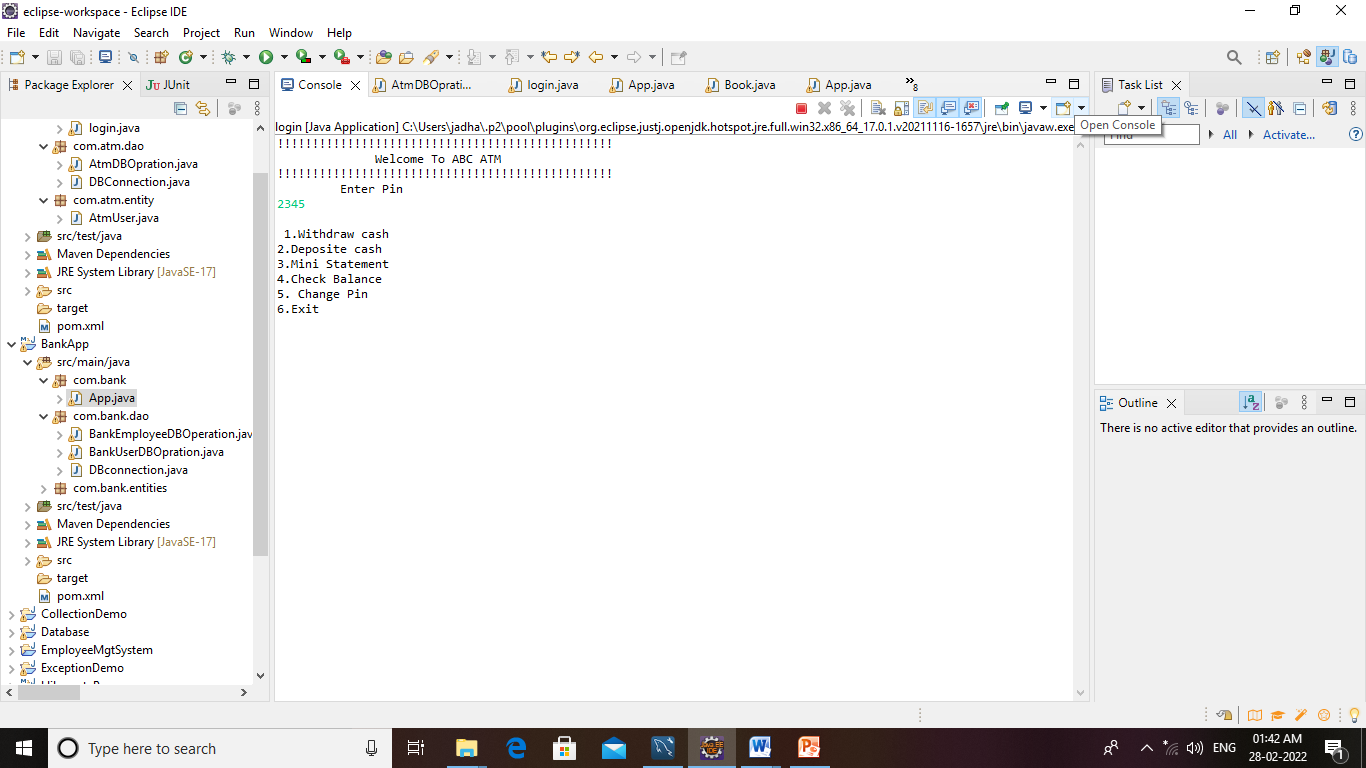 eclipse-workspace - Eclipse IDE
File Edit Navigate Search Project Run Window Help
Package Explorer JUnit
login.java
com.atm.dao
AtmDBOpration.java
DBConnection.java
com.atm.entity
AtmUser.java
src/test/java
Maven Dependencies
JRE System Library [JavaSE-17]
src
target
pom.xml
BankApp
src/main/java
com.bank
App.java
com.bank.dao
BankEmployeeDBOperation.jav
BankUserDBOpration.java
DBconnection.java
com.bank.entities
src/test/java
Maven Dependencies
JRE System Library [JavaSE-17]
src
target
pom.xml
CollectionDemo
Database
EmployeeMgtSystem
ExceptionDemo
Console AtmDBOprati... login.java App.java Book.java App.java »8
login [Java Application] C:\Users\jadha\.p2\pool\plugins\org.eclipse.justj.openjdk.hotspot.jre.full.win32.x86_64_17.0.1.v20211116-1657\jre\bin\javaw.exe
!!!!!!!!!!!!!!!!!!!!!!!!!!!!!!!!!!!!!!!!!!!!!!!!
Welcome To ABC ATM
!!!!!!!!!!!!!!!!!!!!!!!!!!!!!!!!!!!!!!!!!!!!!!!!
Enter Pin
2345
1.Withdraw cash
2.Deposite cash
3.Mini Statement
4.Check Balance
5. Change Pin
6.Exit
Task List
Open Console
All Activate...
Outline
There is no active editor that provides an outline.
Type here to search
ENG
01:42 AM
28-02-2022
1